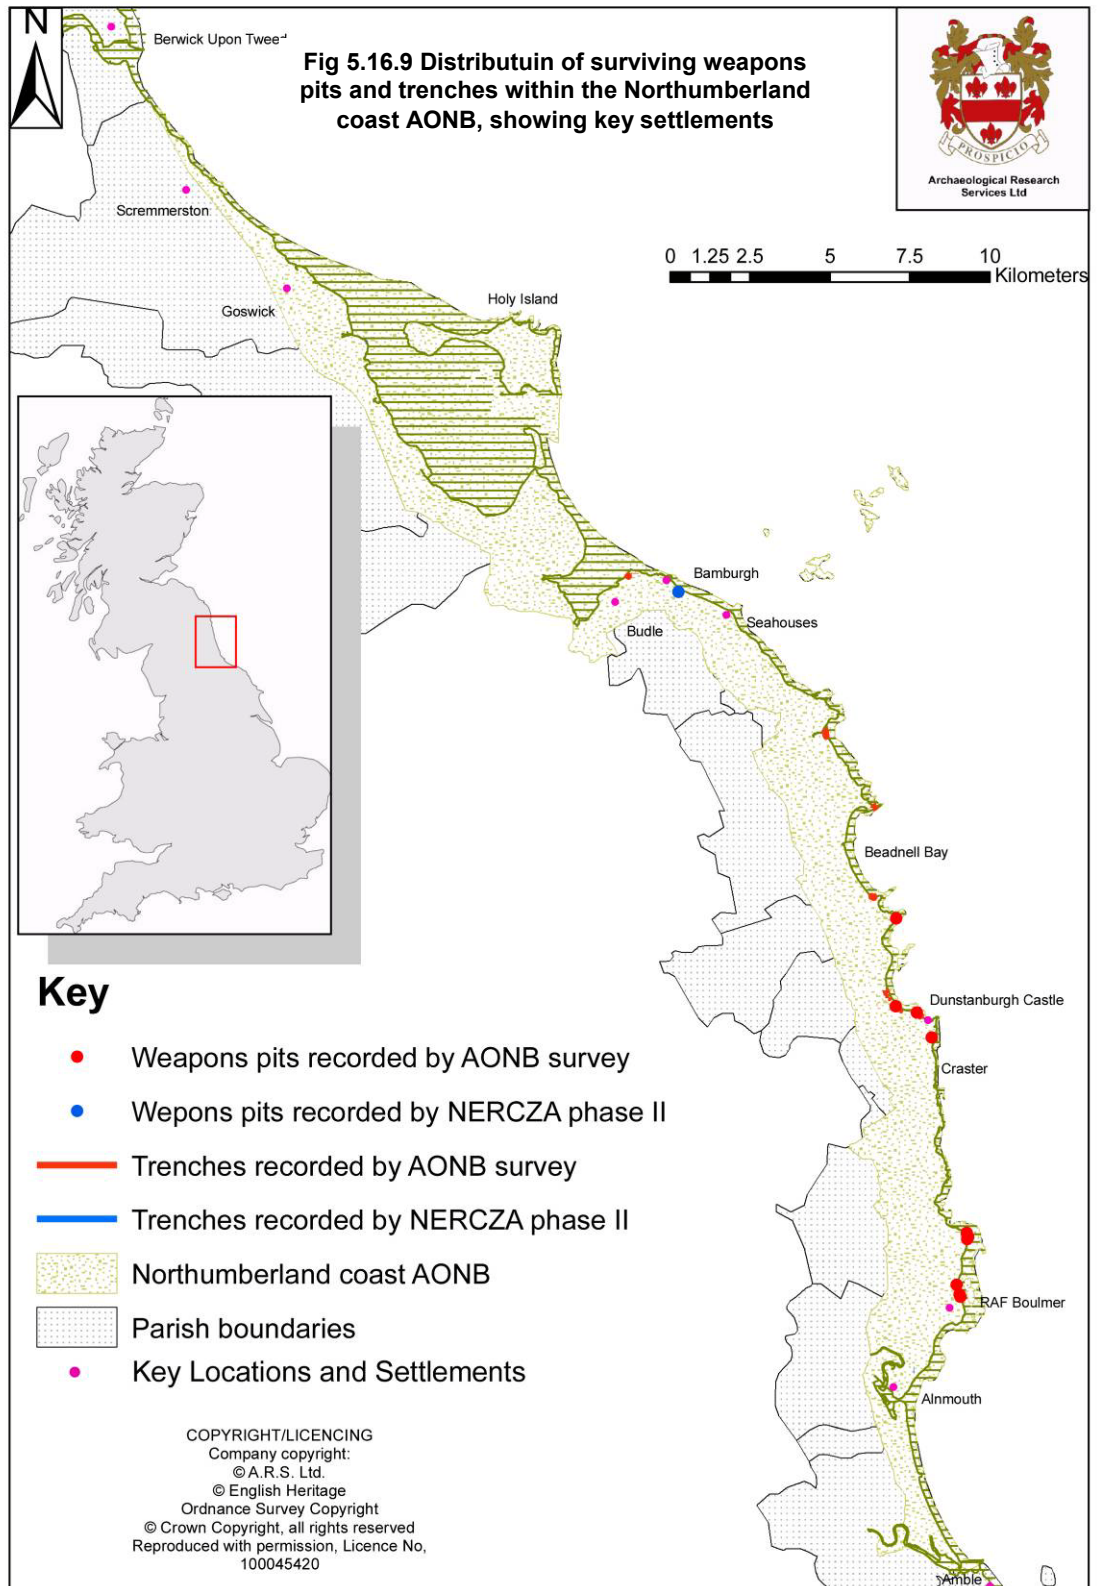 N
Berwick Upon Twee
Fig 5.16.9 Distributuin of surviving weapons
pits and trenches within the Northumberland
coast AONB, showing key settlements
PROSPICIO
Archaeological Research
Services Ltd
Scremmerston
0 1.25 2.5 5 7.5 10
Kilometers
Goswick
Holy Island
Bamburgh
Seahouses
Budle
Beadnell Bay
Dunstanburgh Castle
Craster
RAF Boulmer
Alnmouth
Amble
Key
Weapons pits recorded by AONB survey
Wepons pits recorded by NERCZA phase II
Trenches recorded by AONB survey
Trenches recorded by NERCZA phase II
Northumberland coast AONB
Parish boundaries
Key Locations and Settlements
COPYRIGHT/LICENCING
Company copyright:
© A.R.S. Ltd.
© English Heritage
Ordnance Survey Copyright
© Crown Copyright, all rights reserved
Reproduced with permission, Licence No,
100045420